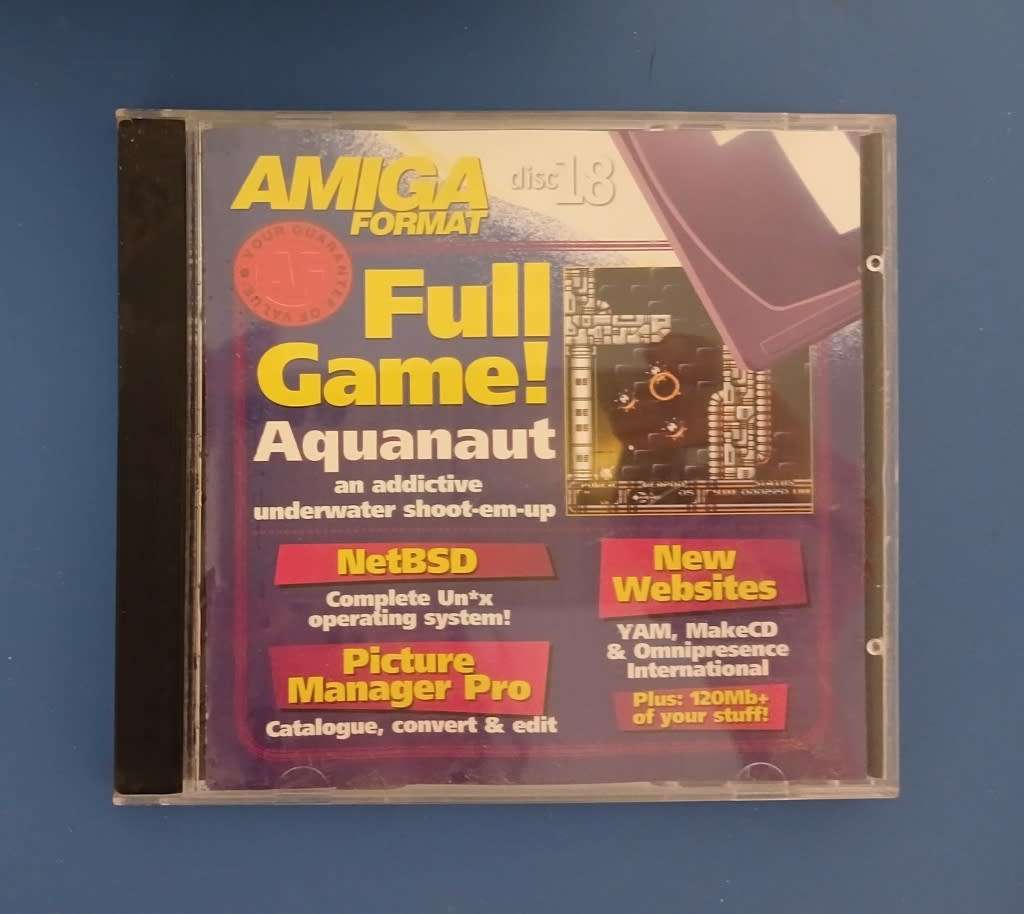 AMIGA
FORMAT
disc 18
YOUR GUARANTEE OF VALUE
AF
Full
Game!
Aquanaut
an addictive
underwater shoot-em-up
NetBSD
Complete Un*x
operating system!
Picture
Manager Pro
Catalogue, convert & edit
New
Websites
YAM, MakeCD
& Omnipresence
International
Plus: 120Mb+
of your stuff!